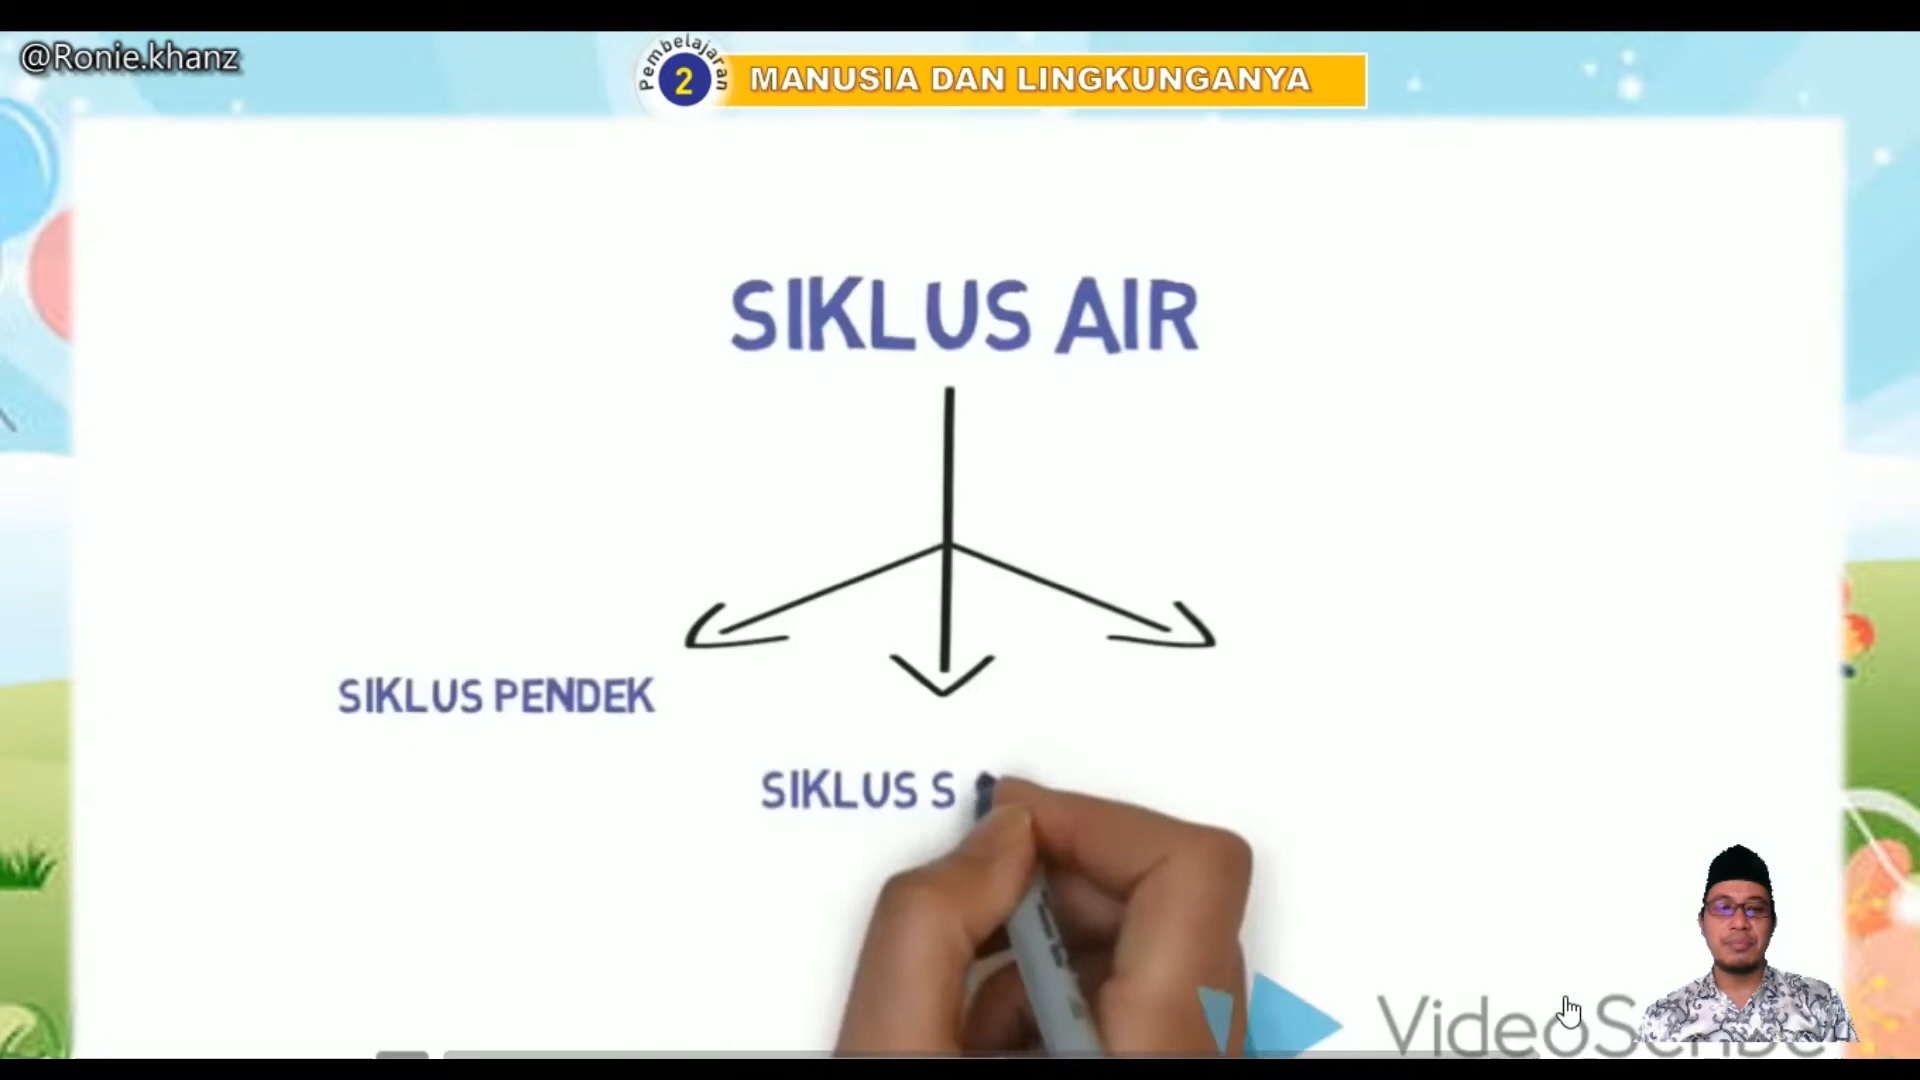 @Ronie.khanz
Pembelajaran
2
MANUSIA DAN LINGKUNGANYA
SIKLUS AIR
SIKLUS PENDEK
SIKLUS S